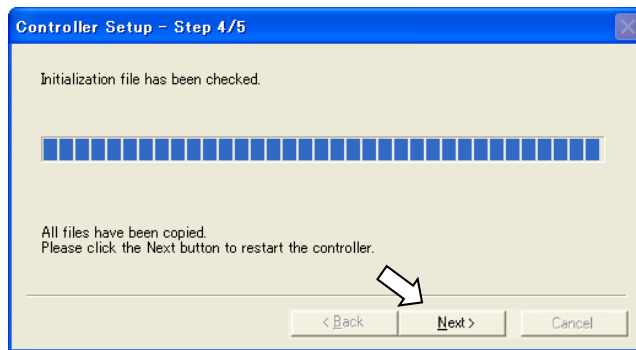 Controller Setup - Step 4/5
Initialization file has been checked.
All files have been copied.
Please click the Next button to restart the controller.
< Back
Next >
Cancel